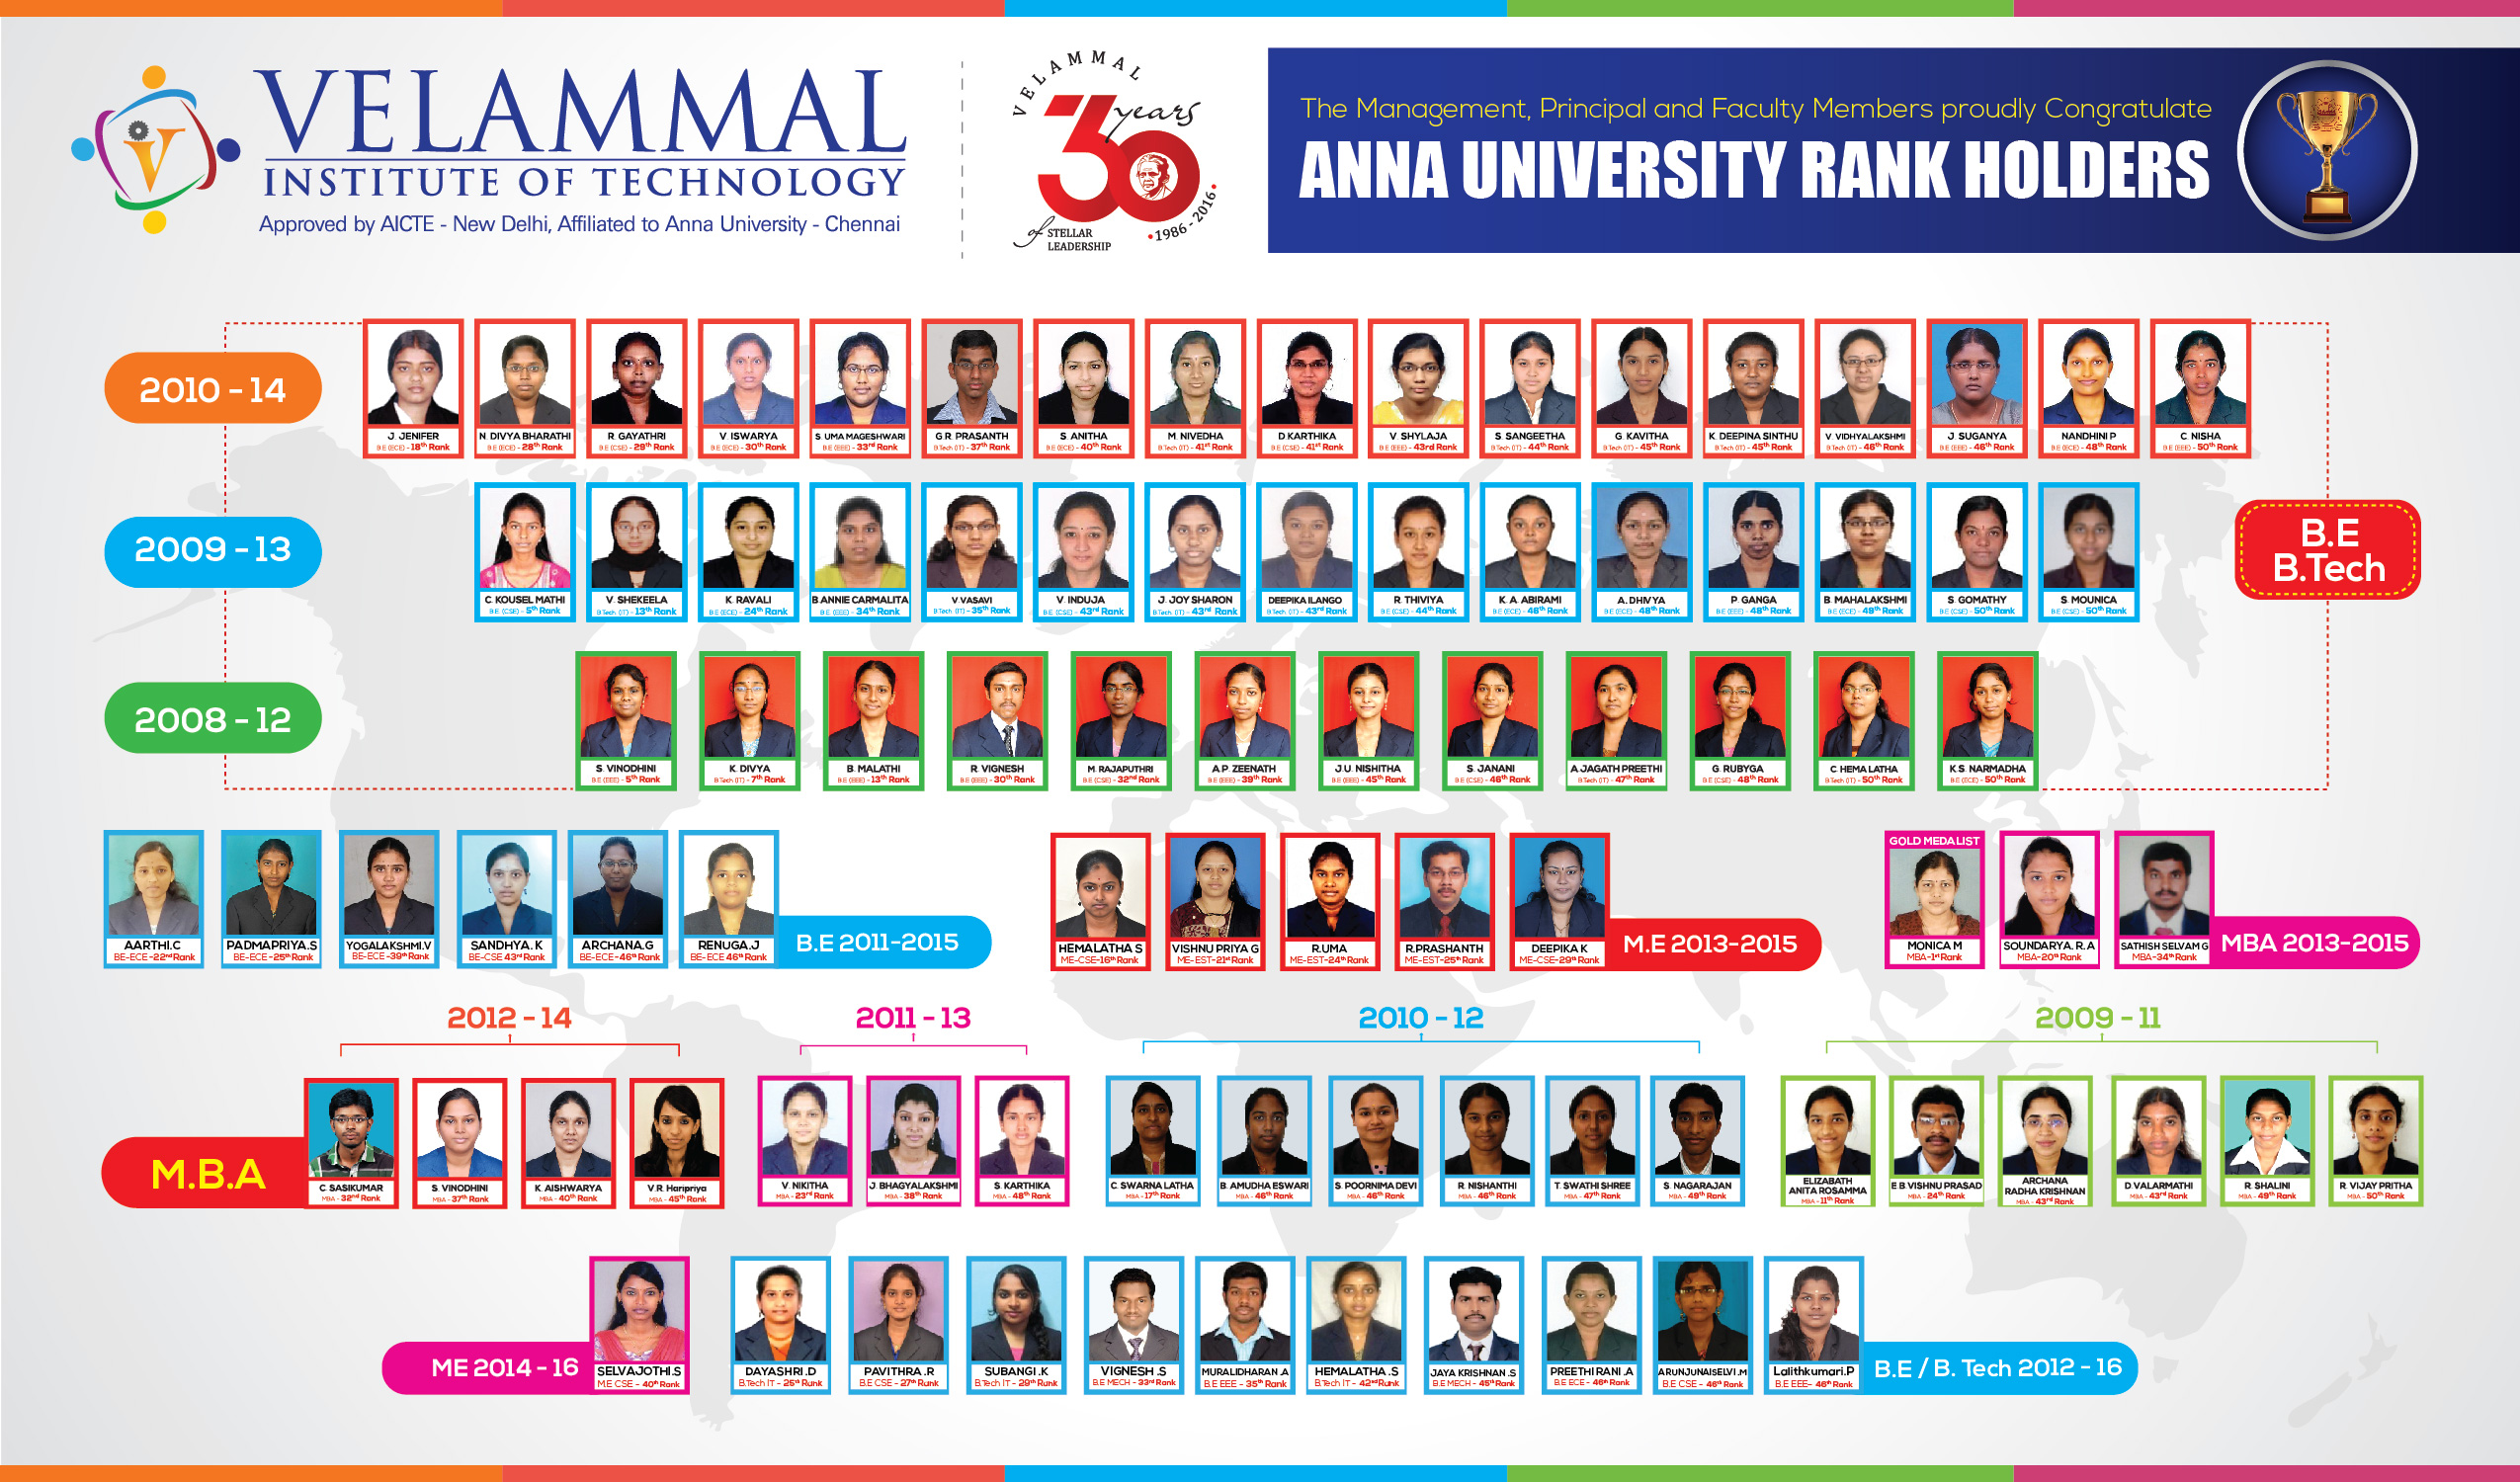 VELAMMAL
INSTITUTE OF TECHNOLOGY
Approved by AICTE - New Delhi, Affiliated to Anna University - Chennai
VELAMMAL
30 years
of STELLAR
LEADERSHIP
•1986 - 2016•
The Management, Principal and Faculty Members proudly Congratulate
ANNA UNIVERSITY RANK HOLDERS
2010 - 14
J. JENIFER
B.E (ECE) - 18th Rank
N. DIVYA BHARATHI
B.E (ECE) - 28th Rank
R. GAYATHRI
B.E (CSE) - 29th Rank
V. ISWARYA
B.E (ECE) - 30th Rank
S. UMA MAGESHWARI
B.E (EEE) - 33rd Rank
G.R. PRASANTH
B.Tech (IT) - 37th Rank
S. ANITHA
B.E (ECE) - 40th Rank
M. NIVEDHA
B.Tech (IT) - 41st Rank
D.KARTHIKA
B.E (CSE) - 41st Rank
V. SHYLAJA
B.E (EEE) - 43rd Rank
S. SANGEETHA
B.Tech (IT) - 44th Rank
G. KAVITHA
B.Tech (IT) - 45th Rank
K. DEEPINA SINTHU
B.Tech (IT) - 45th Rank
V. VIDHYALAKSHMI
B.Tech (IT) - 46th Rank
J. SUGANYA
B.E (EEE) - 46th Rank
NANDHINI P
B.E (ECE) - 48th Rank
C. NISHA
B.E (EEE) - 50th Rank
2009 - 13
C. KOUSEL MATHI
B.E (CSE) - 5th Rank
V. SHEKEELA
B.Tech (IT) - 13th Rank
K. RAVALI
B.E (ECE) - 24th Rank
B.ANNIE CARMALITA
B.E (EEE) - 34th Rank
V.VASAVI
B.Tech (IT) - 35th Rank
V. INDUJA
B.E (CSE) - 43rd Rank
J. JOY SHARON
B.Tech (IT) - 43rd Rank
DEEPIKA ILANGO
B.Tech (IT) - 43rd Rank
R. THIVIYA
B.E (CSE) - 44th Rank
K. A. ABIRAMI
B.E (ECE) - 46th Rank
A. DHIVYA
B.E (ECE) - 48th Rank
P. GANGA
B.E (EEE) - 48th Rank
B. MAHALAKSHMI
B.E (ECE) - 49th Rank
S. GOMATHY
B.E (CSE) - 50th Rank
S. MOUNICA
B.E (CSE) - 50th Rank
B.E
B.Tech
2008 - 12
S. VINODHINI
B.E (EEE) - 5th Rank
K. DIVYA
B.Tech (IT) - 7th Rank
B. MALATHI
B.E (EEE) - 13th Rank
R. VIGNESH
B.E (EEE) - 30th Rank
M. RAJAPUTHRI
B.E (CSE) - 32nd Rank
A.P. ZEENATH
B.E (EEE) - 39th Rank
J.U. NISHITHA
B.E (EEE) - 45th Rank
S. JANANI
B.E (CSE) - 46th Rank
A.JAGATH PREETHI
B.Tech (IT) - 47th Rank
G. RUBYGA
B.E (CSE) - 48th Rank
C. HEMA LATHA
B.Tech (IT) - 50th Rank
K.S. NARMADHA
B.E (ECE) - 50th Rank
AARTHI.C
BE-ECE -22nd Rank
PADMAPRIYA.S
BE-ECE -25th Rank
YOGALAKSHMI.V
BE-ECE -39th Rank
SANDHYA. K
BE-CSE 43rd Rank
ARCHANA.G
BE-ECE -46th Rank
RENUGA.J
BE-ECE 46th Rank
B.E 2011-2015
HEMALATHA S
ME-CSE-16th Rank
VISHNU PRIYA G
ME-EST-21st Rank
R.UMA
ME-EST-24th Rank
R.PRASHANTH
ME-EST-25th Rank
DEEPIKA K
ME-CSE-29th Rank
M.E 2013-2015
GOLD MEDALIST
MONICA M
MBA-1st Rank
SOUNDARYA. R. A
MBA-20th Rank
SATHISH SELVAM G
MBA-34th Rank
MBA 2013-2015
2012 - 14
2011 - 13
2010 - 12
2009 - 11
M.B.A
C. SASIKUMAR
MBA - 32nd Rank
S. VINODHINI
MBA - 37th Rank
K. AISHWARYA
MBA - 40th Rank
V.R. Haripriya
MBA - 45th Rank
V. NIKITHA
MBA - 23rd Rank
J. BHAGYALAKSHMI
MBA - 38th Rank
S. KARTHIKA
MBA - 48th Rank
C. SWARNA LATHA
MBA - 17th Rank
B. AMUDHA ESWARI
MBA - 46th Rank
S. POORNIMA DEVI
MBA - 46th Rank
R. NISHANTHI
MBA - 46th Rank
T. SWATHI SHREE
MBA - 47th Rank
S. NAGARAJAN
MBA - 49th Rank
ELIZABATH
ANITA ROSAMMA
MBA - 11th Rank
E B. VISHNU PRASAD
MBA - 24th Rank
ARCHANA
RADHA KRISHNAN
MBA - 43rd Rank
D.VALARMATHI
MBA - 43rd Rank
R. SHALINI
MBA - 49th Rank
R. VIJAY PRITHA
MBA - 50th Rank
ME 2014 - 16
SELVAJOTHI.S
M.E CSE - 40th Rank
DAYASHRI .D
B.Tech IT - 25th Rank
PAVITHRA .R
B.E CSE - 27th Runk
SUBANGI .K
B.Tech IT - 29th Runk
VIGNESH .S
B.E MECH - 33rd Rank
MURALIDHARAN .A
B.E EEE - 35th Rank
HEMALATHA .S
B.Tech IT - 42nd Runk
JAYA KRISHNAN .S
B.E MECH - 45th Rank
PREETHI RANI .A
B.E ECE - 46th Rank
ARUNJUNAISELVI .M
B.E CSE - 46th Rank
Lalithkumari.P
B.E EEE- 46th Rank
B.E / B. Tech 2012 - 16